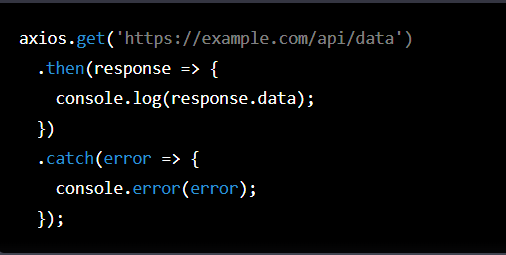 axios.get('https://example.com/api/data')
  .then(response => {
    console.log(response.data);
  })
  .catch(error => {
    console.error(error);
  });